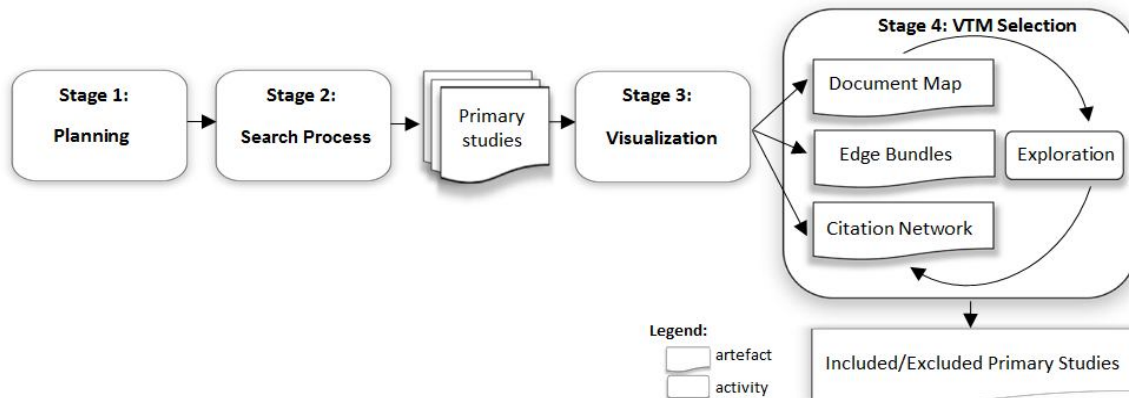 Stage 1:
Planning
Stage 2:
Search Process
Primary
studies
Stage 3:
Visualization
Stage 4: VTM Selection
Document Map
Edge Bundles
Exploration
Citation Network
Legend:
artefact
activity
Included/Excluded Primary Studies